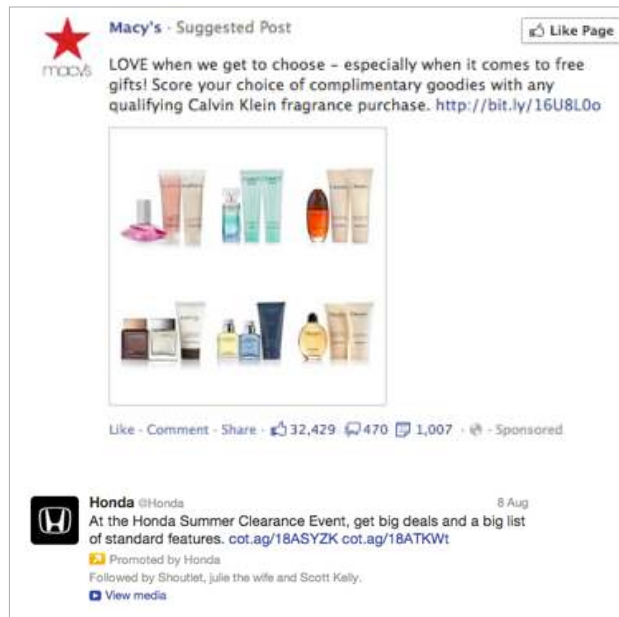 Macy's · Suggested Post
Like Page
macy's
LOVE when we get to choose – especially when it comes to free
gifts! Score your choice of complimentary goodies with any
qualifying Calvin Klein fragrance purchase. http://bit.ly/16U8L0o
Like · Comment · Share · 32,429 470 1,007 · · Sponsored
Honda @Honda 8 Aug
At the Honda Summer Clearance Event, get big deals and a big list
of standard features. cot.ag/18ASYZK cot.ag/18ATKWt
Promoted by Honda
Followed by Shoutlet, julie the wife and Scott Kelly.
View media